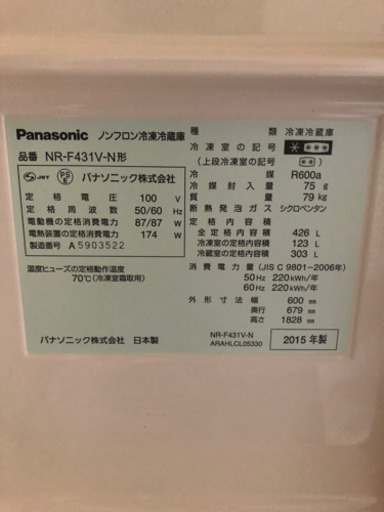 Panasonic ノンフロン冷凍冷蔵庫
品番 NR-F431V-N形
JET PSE パナソニック株式会社
定格電圧 100 V
定格周波数 50/60 Hz
電動機の定格消費電力 87/87 W
電熱装置の定格消費電力 174 W
製造番号 A 5903522
温度ヒューズの定格動作温度
70℃(冷凍室霜取用)
パナソニック株式会社 日本製
種類 冷凍冷蔵庫
冷凍室の記号
(上段冷凍室の記号 )
冷媒 R600a
冷媒封入量 75 g
質量 79 kg
断熱発泡ガス シクロペンタン
定格内容積
全定格内容積 426 L
冷凍室の定格内容積 123 L
冷蔵室の定格内容積 303 L
消費電力量 (JIS C 9801-2006年)
50 Hz 220 kWh/年
60 Hz 220 kWh/年
外形寸法 幅 600 mm
奥行 679 mm
高さ 1828 mm
NR-F431V-N
ARAHLCL05330
2015 年製